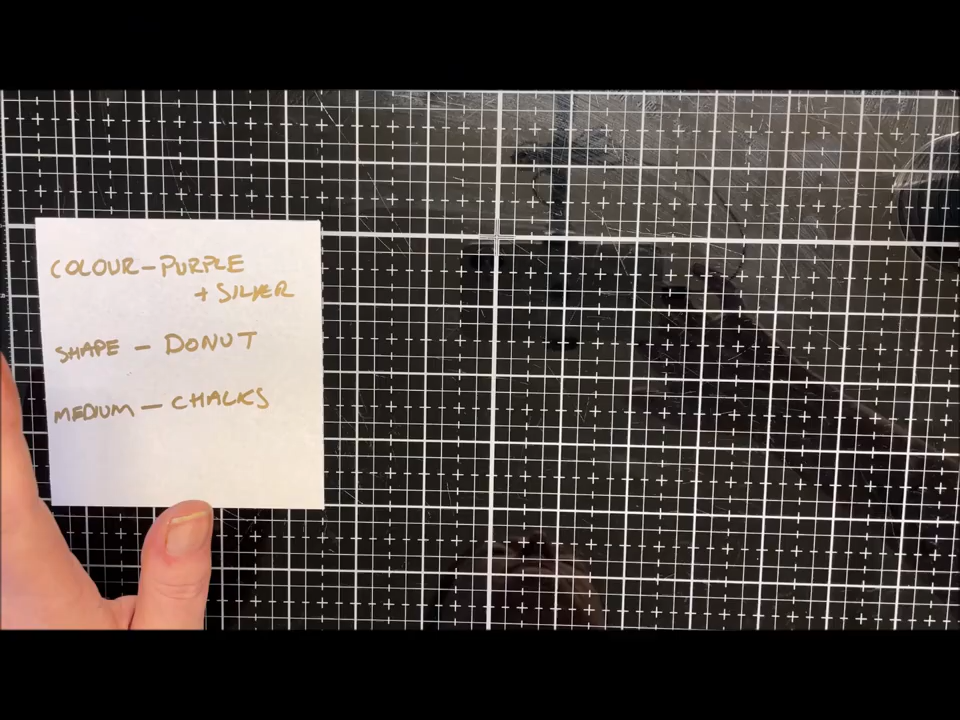 COLOUR - PURPLE
+ SILVER
SHAPE - DONUT
MEDIUM - CHALKS